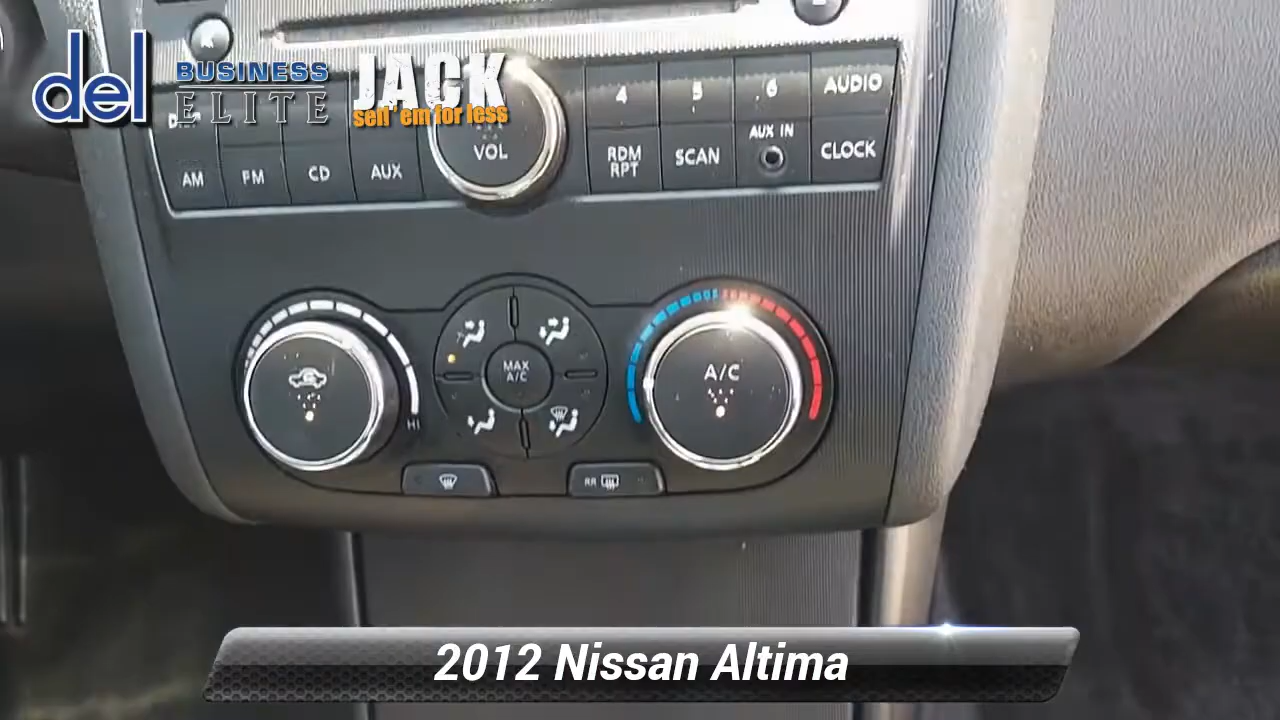 del BUSINESS ELITE JACK
sell 'em for less
4 5 6 AUDIO
AUX IN
VOL RDM RPT SCAN CLOCK
AM FM CD AUX
MAX A/C
A/C
HI
RR
2012 Nissan Altima